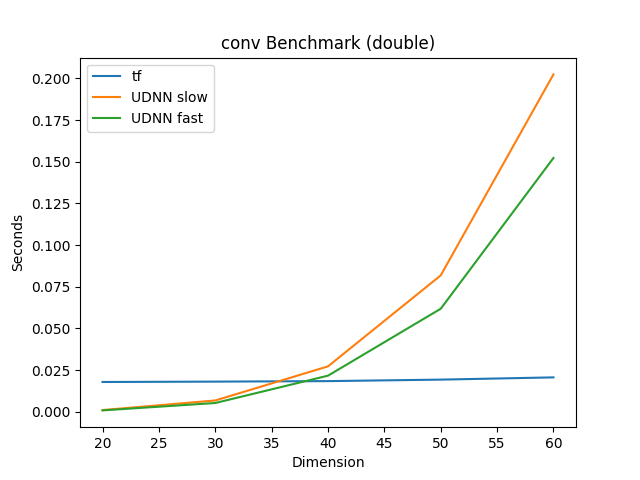 conv Benchmark (double)
tf
UDNN slow
UDNN fast
Seconds
0.200
0.175
0.150
0.125
0.100
0.075
0.050
0.025
0.000
20 25 30 35 40 45 50 55 60
Dimension